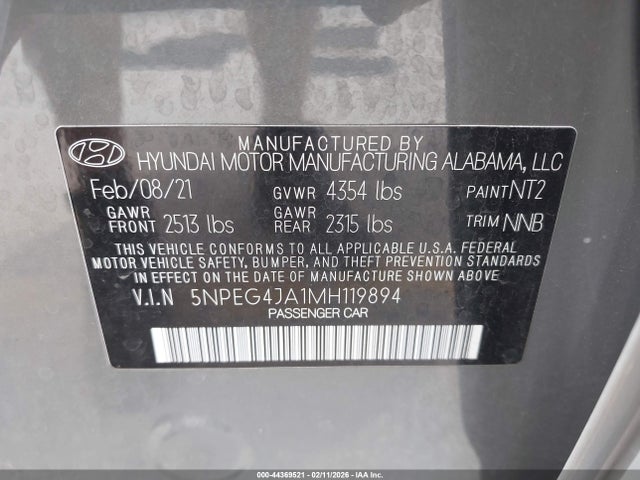 MANUFACTURED BY
HYUNDAI MOTOR MANUFACTURING ALABAMA, LLC
Feb/08/21 GVWR 4354 lbs PAINT NT2
GAWR FRONT 2513 lbs GAWR REAR 2315 lbs TRIM NNB
THIS VEHICLE CONFORMS TO ALL APPLICABLE U.S.A. FEDERAL
MOTOR VEHICLE SAFETY, BUMPER, AND THEFT PREVENTION STANDARDS
IN EFFECT ON THE DATE OF MANUFACTURE SHOWN ABOVE
V.I.N 5NPEG4JA1MH119894
PASSENGER CAR
000-44369521 - 02/11/2026 - IAA Inc.